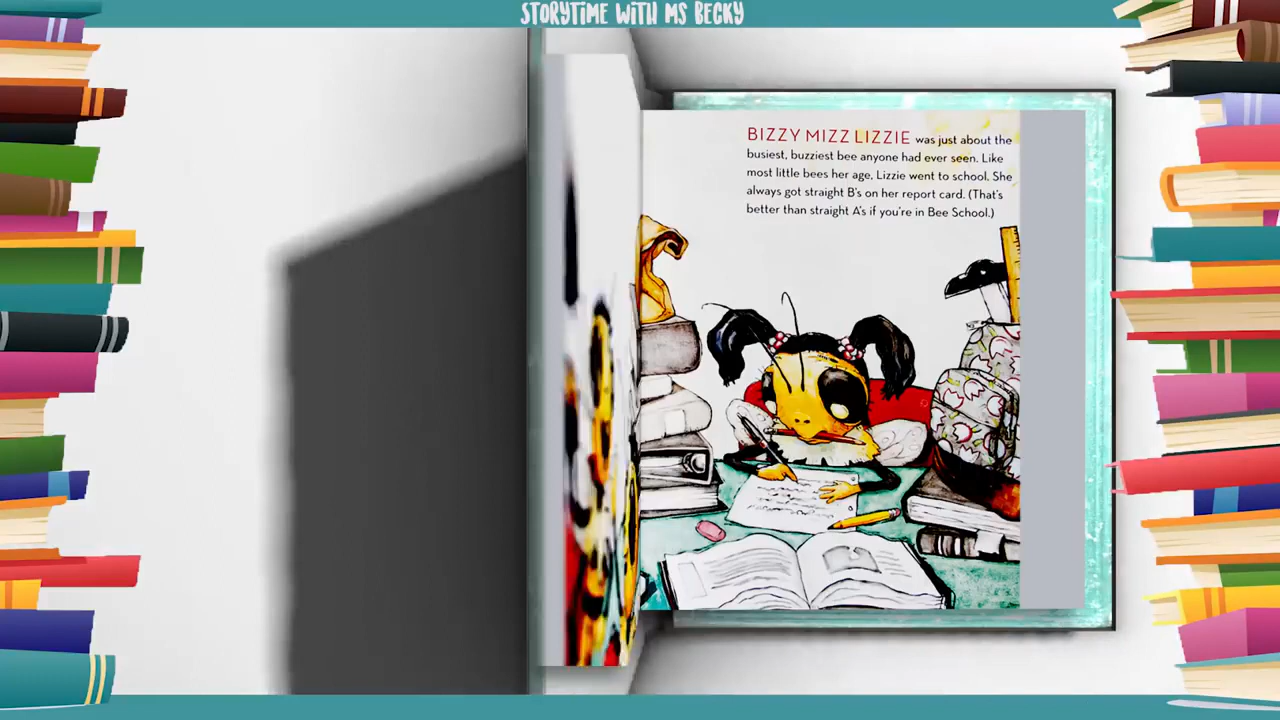 STORYTIME WITH MS BECKY
BIZZY MIZZ LIZZIE was just about the
busiest, buzziest bee anyone had ever seen. Like
most little bees her age, Lizzie went to school. She
always got straight B's on her report card. (That's
better than straight A's if you're in Bee School.)